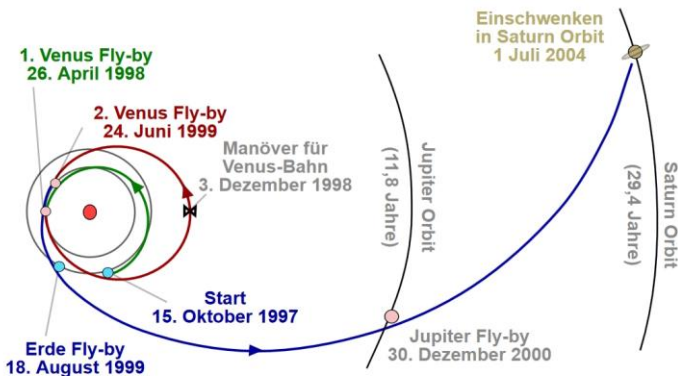 Einschwenken
in Saturn Orbit
1 Juli 2004
1. Venus Fly-by
26. April 1998
2. Venus Fly-by
24. Juni 1999
Manöver für
Venus-Bahn
3. Dezember 1998
Jupiter Orbit
(11,8 Jahre)
Saturn Orbit
(29,4 Jahre)
Start
15. Oktober 1997
Erde Fly-by
18. August 1999
Jupiter Fly-by
30. Dezember 2000